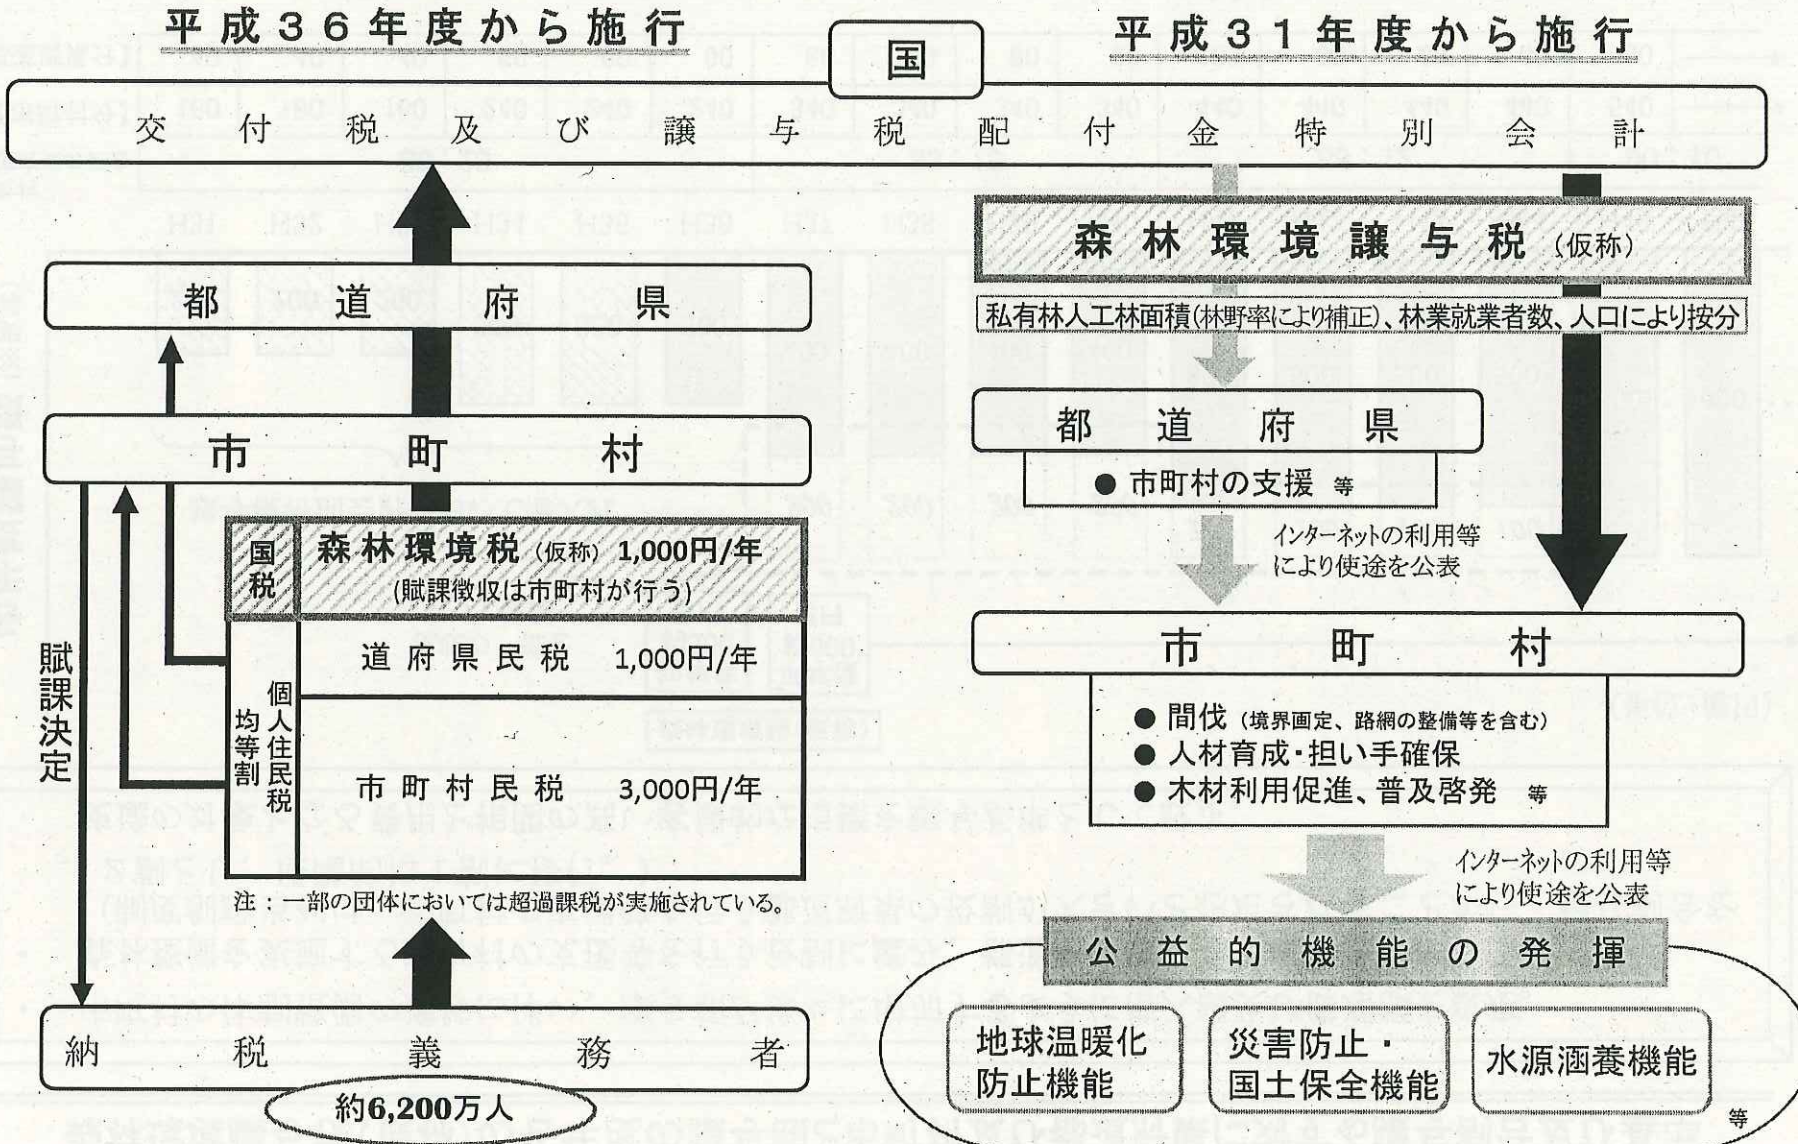 平成36年度から施行
国
平成31年度から施行
交付税及び譲与税配付金特別会計
都道府県
市町村
国税
森林環境税(仮称) 1,000円/年
(賦課徴収は市町村が行う)
個人住民税
均等割
道府県民税 1,000円/年
市町村民税 3,000円/年
注：一部の団体においては超過課税が実施されている。
賦課決定
納税義務者
約6,200万人
森林環境譲与税(仮称)
私有林人工林面積(林野率により補正)、林業就業者数、人口により按分
都道府県
●市町村の支援 等
インターネットの利用等
により使途を公表
市町村
●間伐(境界画定、路網の整備等を含む)
●人材育成・担い手確保
●木材利用促進、普及啓発 等
インターネットの利用等
により使途を公表
公益的機能の発揮
地球温暖化
防止機能
災害防止・
国土保全機能
水源涵養機能
等